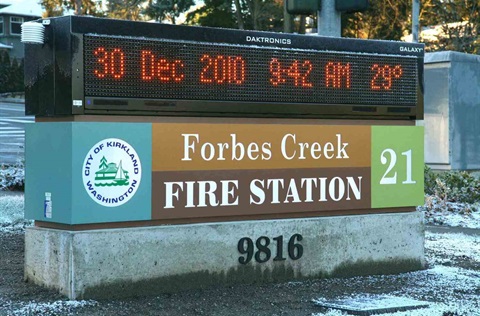 DAKTRONICS
GALAXY
30 Dec 2010 9:42 AM 29°
CITY OF KIRKLAND
WASHINGTON
Forbes Creek
FIRE STATION
21
9816